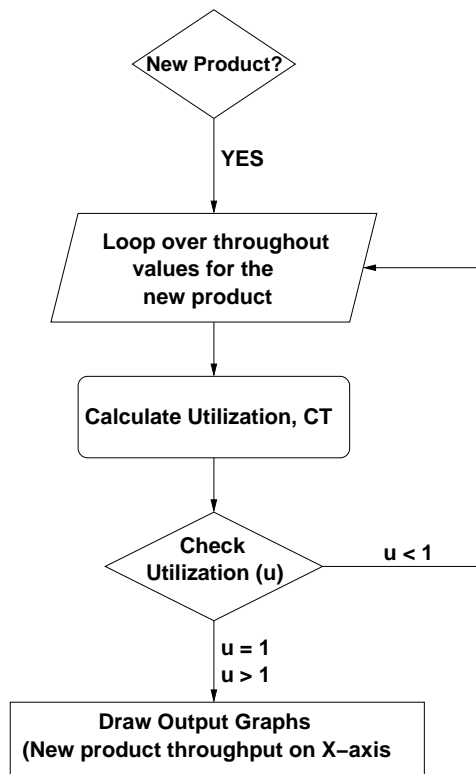 New Product?
YES
Loop over throughout
values for the
new product
Calculate Utilization, CT
Check
Utilization (u)
u < 1
u = 1
u > 1
Draw Output Graphs
(New product throughput on X−axis